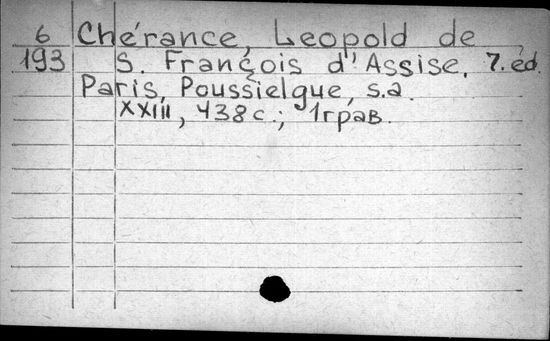 6 Chérance, Leopold de
193 S. François d'Assise. 7. éd.
Paris, Poussielgue, s.a.
XXIII, 438 с.; 1 грав.